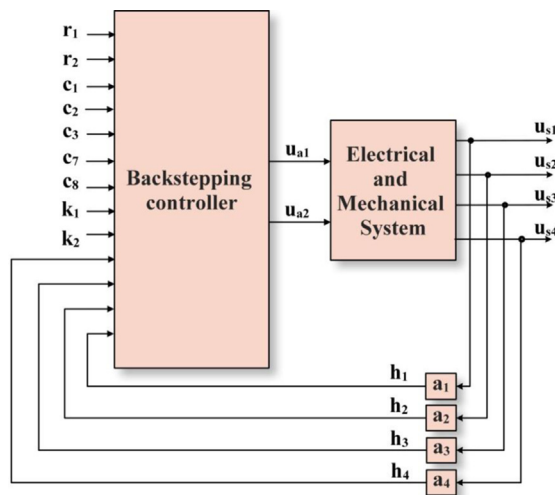 r₁
r₂
c₁
c₂
c₃
c₇
c₈
k₁
k₂
Backstepping
controller
uₐ₁
uₐ₂
Electrical
and
Mechanical
System
uₛ₁
uₛ₂
uₛ₃
uₛ₄
h₁
a₁
h₂
a₂
h₃
a₃
h₄
a₄